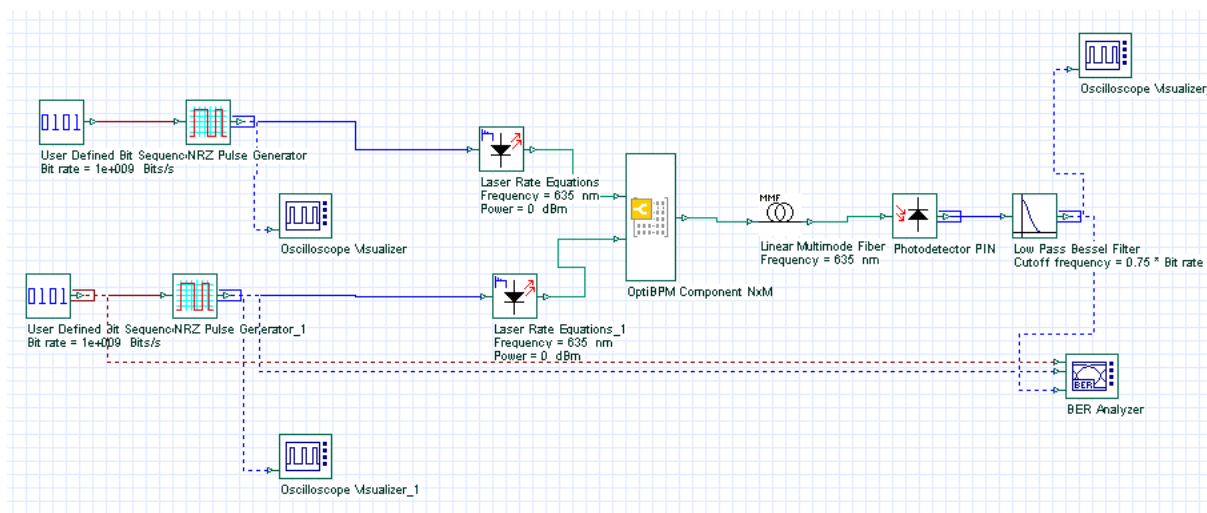 Oscilloscope Visualizer
0101
User Defined Bit Sequence NRZ Pulse Generator
Bit rate = 1e+009 Bits/s
Laser Rate Equations
Frequency = 635 nm
Power = 0 dBm
MMF
Linear Multimode Fiber
Frequency = 635 nm
Photodetector PIN
Low Pass Bessel Filter
Cutoff frequency = 0.75 * Bit rate
Oscilloscope Visualizer
OptiBPM Component NxM
0101
User Defined Bit Sequence NRZ Pulse Generator_1
Bit rate = 1e+009 Bits/s
Laser Rate Equations_1
Frequency = 635 nm
Power = 0 dBm
BER
BER Analyzer
Oscilloscope Visualizer_1